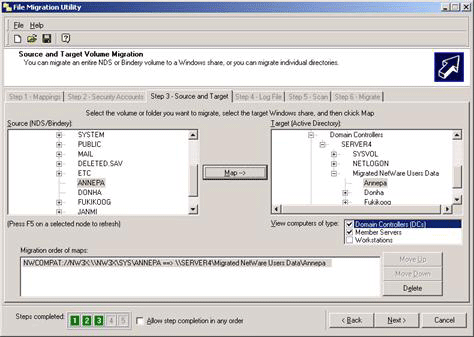 File Migration Utility
File Help
Source and Target Volume Migration
You can migrate an entire NDS or Bindery volume to a Windows share, or you can migrate individual directories.
Step 1 - Mappings
Step 2 - Security Accounts
Step 3 - Source and Target
Step 4 - Log File
Step 5 - Scan
Step 6 - Migrate
Select the volume or folder you want to migrate, select the target Windows share, and then click Map
Source (NDS/Bindery):
SYSTEM
PUBLIC
MAIL
DELETED.SAV
ETC
ANNEPA
DONHA
FUKIKOOG
JANMI
(Press F5 on a selected node to refresh)
Map -->
Target (Active Directory):
Domain Controllers
SERVER4
SYSVOL
NETLOGON
Migrated NetWare Users Data
Annepa
Donha
Fukikoog
View computers of type:
Domain Controllers (DCs)
Member Servers
Workstations
Migration order of maps:
NWCOMPAT://NW3X:\\NW3X\SYS\ANNEPA ==> \\SERVER4\Migrated NetWare Users Data\Annepa
Move Up
Move Down
Delete
Steps completed:
1 2 3 4 5
Allow step completion in any order
< Back
Next >
Cancel